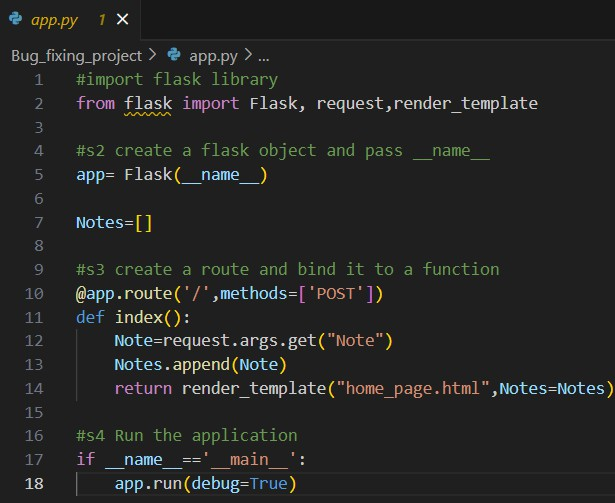 app.py 1 ×
Bug_fixing_project > app.py > ...
1 #import flask library
2 from flask import Flask, request,render_template
3
4 #s2 create a flask object and pass __name__
5 app= Flask(__name__)
6
7 Notes=[]
8
9 #s3 create a route and bind it to a function
10 @app.route('/',methods=['POST'])
11 def index():
12     Note=request.args.get("Note")
13     Notes.append(Note)
14     return render_template("home_page.html",Notes=Notes)
15
16 #s4 Run the application
17 if __name__=='__main__':
18     app.run(debug=True)